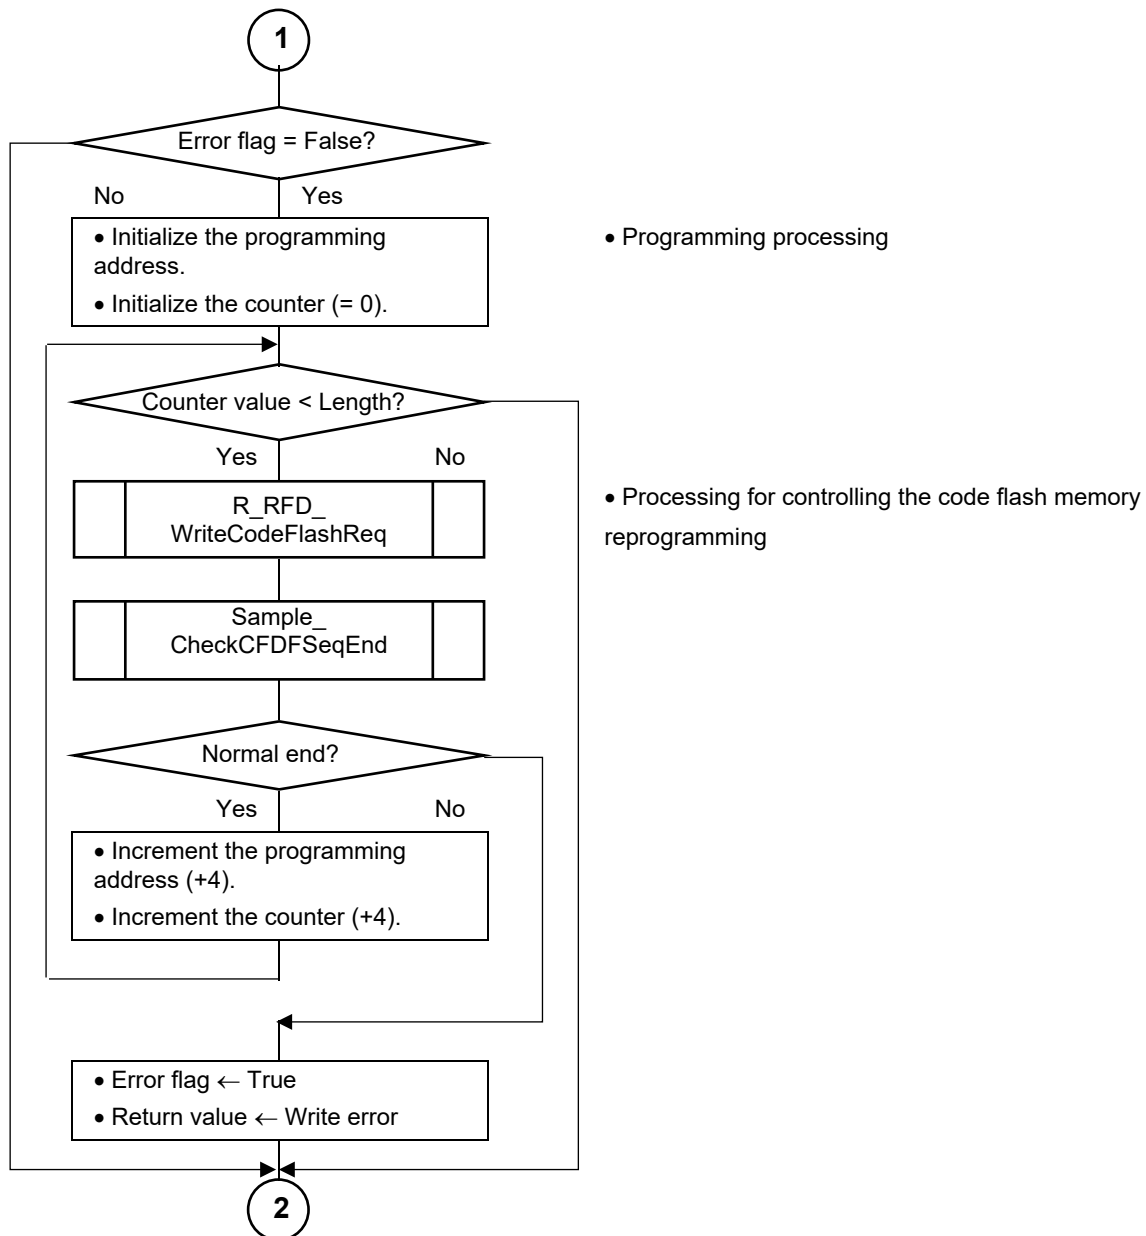 1
Error flag = False?
No
Yes
• Initialize the programming
address.
• Initialize the counter (= 0).
• Programming processing
Counter value < Length?
Yes
No
R_RFD_
WriteCodeFlashReq
• Processing for controlling the code flash memory
reprogramming
Sample_
CheckCFDFSeqEnd
Normal end?
Yes
No
• Increment the programming
address (+4).
• Increment the counter (+4).
• Error flag ← True
• Return value ← Write error
2